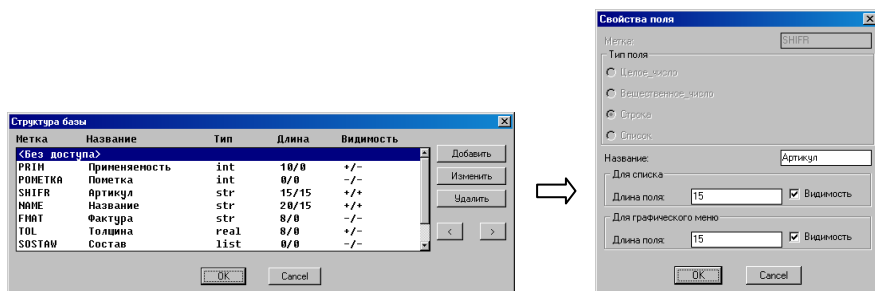 Структура базы
Метка Название Тип Длина Видимость
<Без доступа>
PRIM Применяемость int 10/0 +/-
POMETKA Пометка int 0/0 -/-
SHIFR Артикул str 15/15 +/+
NAME Название str 20/15 +/+
FMAT Фактура str 8/0 -/-
TOL Толщина real 8/0 +/-
SOSTAW Состав list 0/0 -/-
Добавить
Изменить
Удалить
< >
OK Cancel
Свойства поля
Метка: SHIFR
Тип поля
Целое_число
Вещественное_число
Строка
Список
Название: Артикул
Для списка
Длина поля: 15 Видимость
Для графического меню
Длина поля: 15 Видимость
OK Cancel